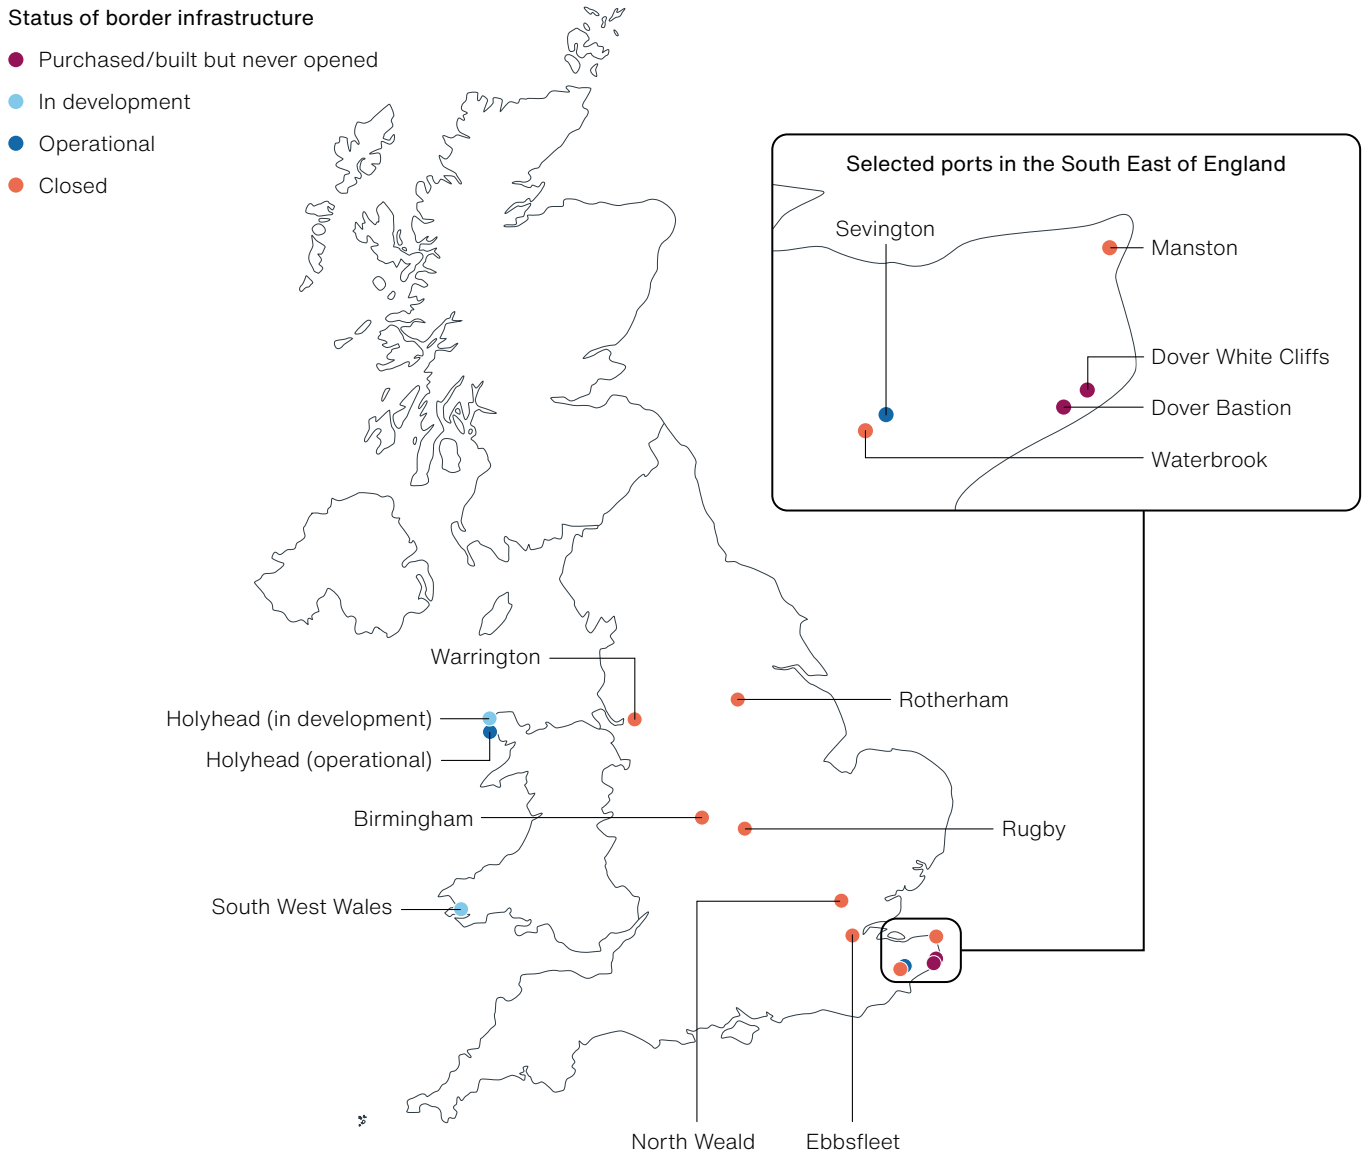 Status of border infrastructure
Purchased/built but never opened
In development
Operational
Closed
Selected ports in the South East of England
Sevington
Manston
Dover White Cliffs
Dover Bastion
Waterbrook
Warrington
Rotherham
Holyhead (in development)
Holyhead (operational)
Birmingham
Rugby
South West Wales
North Weald
Ebbsfleet